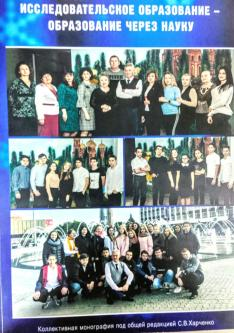 ИССЛЕДОВАТЕЛЬСКОЕ ОБРАЗОВАНИЕ –
ОБРАЗОВАНИЕ ЧЕРЕЗ НАУКУ
Коллективная монография под общей редакцией С.В.Харченко